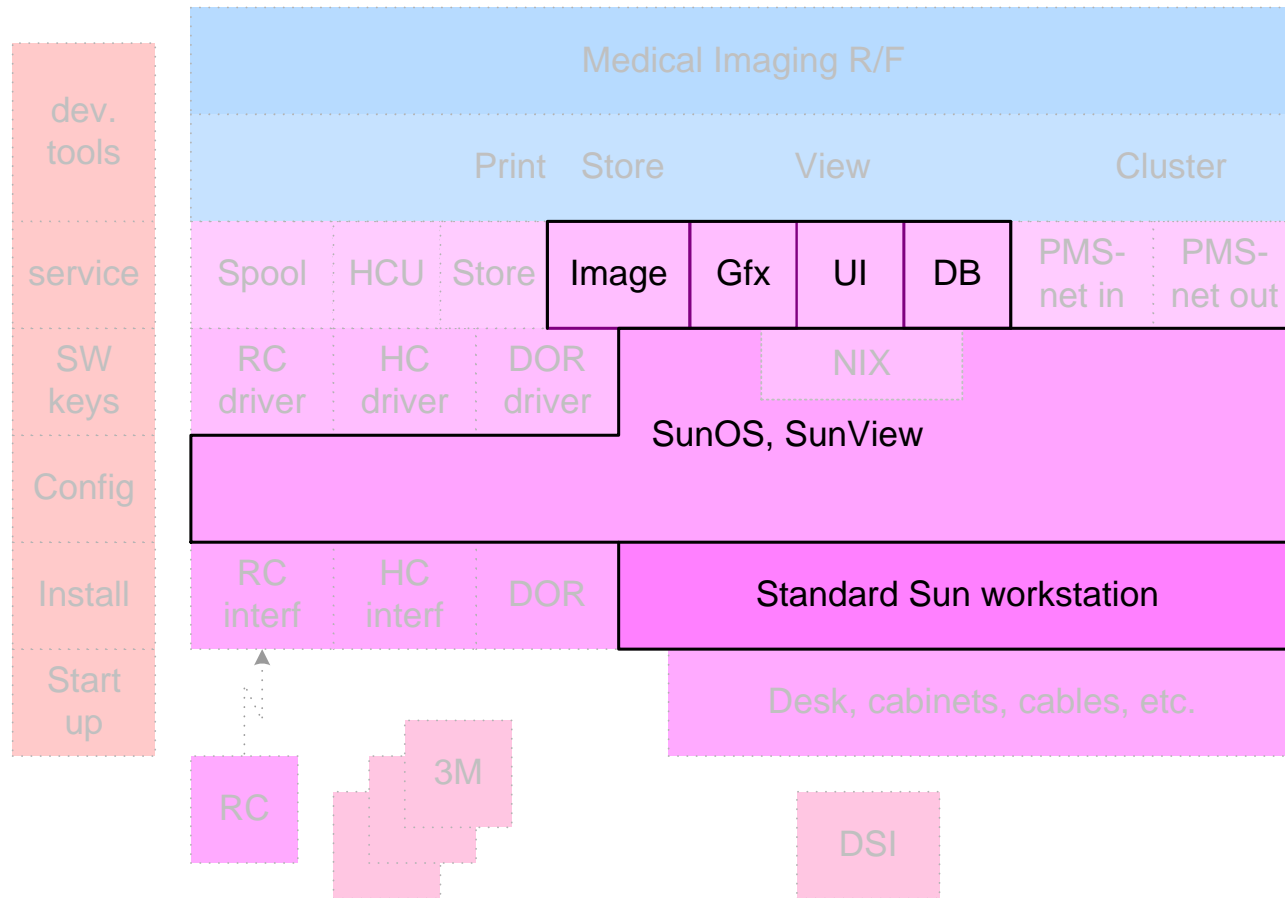 Medical Imaging R/F
dev.
tools
Print Store View Cluster
service
Spool HCU Store Image Gfx UI DB
PMS-
net in
PMS-
net out
SW
keys
RC
driver
HC
driver
DOR
driver
NIX
SunOS, SunView
Config
Install
RC
interf
HC
interf
DOR
Standard Sun workstation
Start
up
Desk, cabinets, cables, etc.
3M
RC
DSI